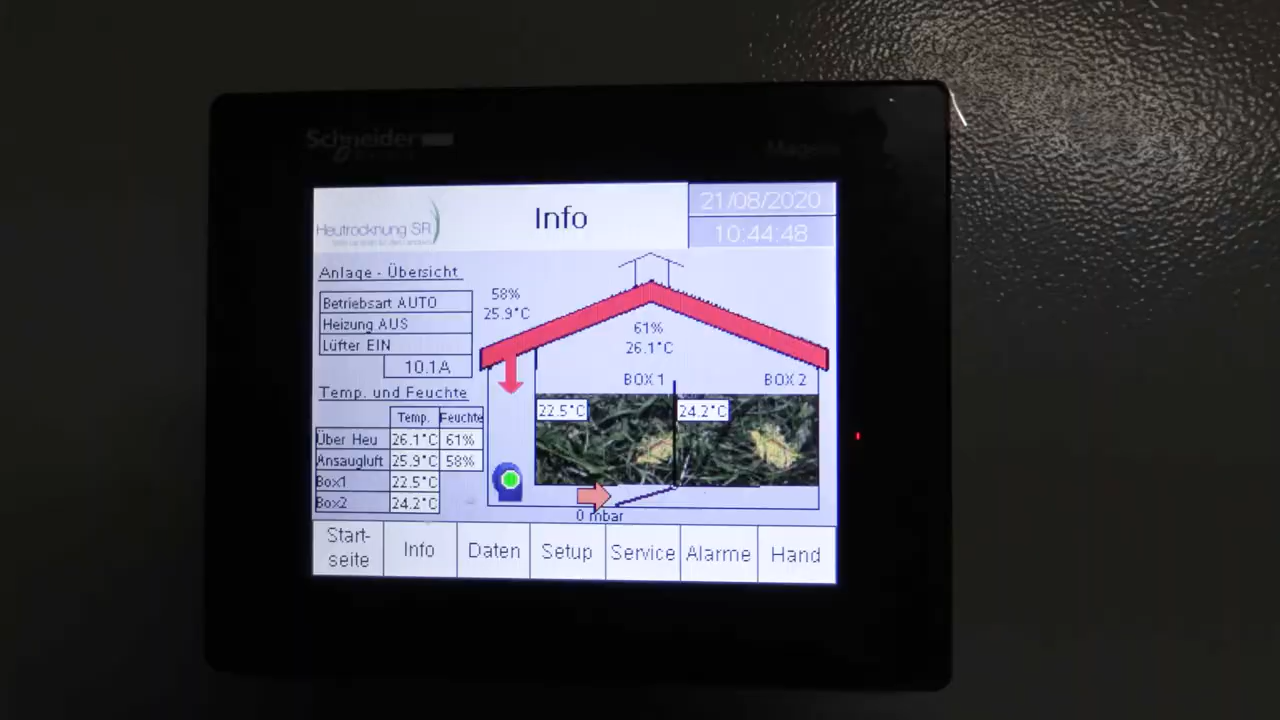 Schneider
Heutrocknung SR
Info
21/08/2020
10:44:48
Anlage - Übersicht
Betriebsart AUTO
Heizung AUS
Lüfter EIN
10.1A
Temp. und Feuchte
Temp. Feuchte
Über Heu 26.1°C 61%
Ansaugluft 25.9°C 58%
Box1 22.5°C
Box2 24.2°C
58%
25.9°C
61%
26.1°C
BOX 1
BOX 2
22.5°C
24.2°C
0 mbar
Start-
seite
Info
Daten
Setup
Service
Alarme
Hand